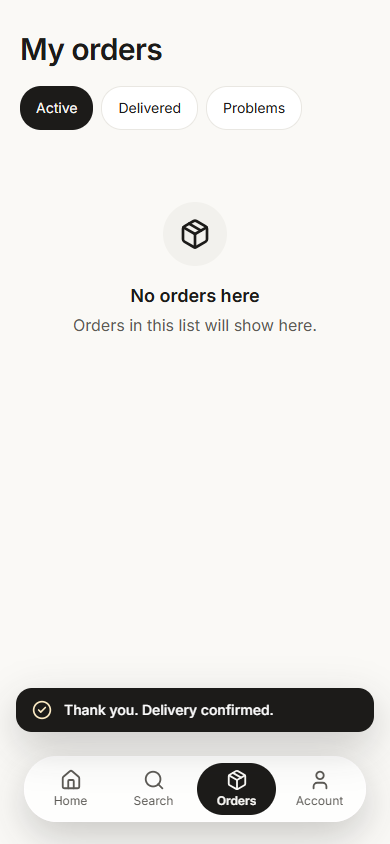 My orders
Active Delivered Problems
No orders here
Orders in this list will show here.
Thank you. Delivery confirmed.
Home Search Orders Account